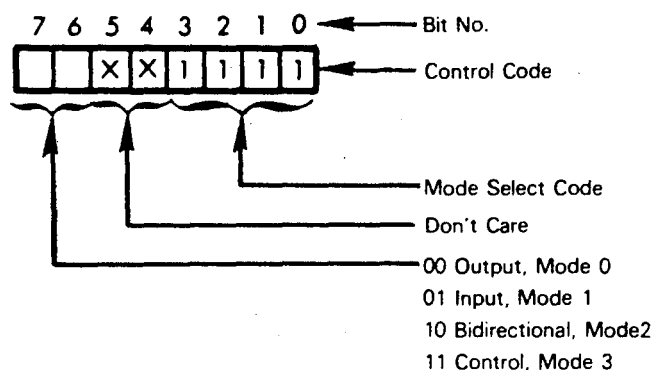 7 6 5 4 3 2 1 0 Bit No.
X X 1 1 1 1 Control Code
Mode Select Code
Don't Care
00 Output, Mode 0
01 Input, Mode 1
10 Bidirectional, Mode2
11 Control, Mode 3